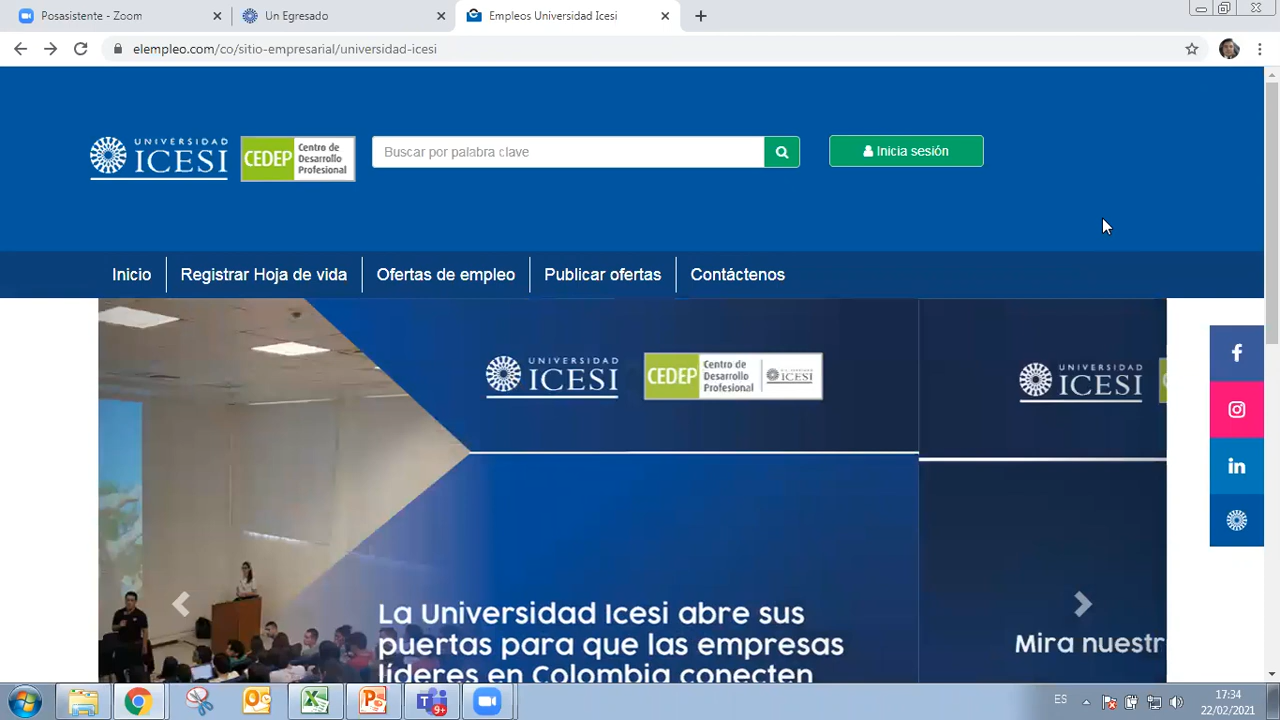 Posasistente - Zoom
Un Egresado
Empleos Universidad Icesi
elempleo.com/co/sitio-empresarial/universidad-icesi
UNIVERSIDAD
ICESI
CEDEP
Centro de
Desarrollo
Profesional
Buscar por palabra clave
Inicia sesión
Inicio
Registrar Hoja de vida
Ofertas de empleo
Publicar ofertas
Contáctenos
UNIVERSIDAD
ICESI
CEDEP
Centro de
Desarrollo
Profesional
ICESI
UNIVERSIDAD
ICESI
La Universidad Icesi abre sus
puertas para que las empresas
líderes en Colombia conecten
Mira nuestr
9+
ES
17:34
22/02/2021